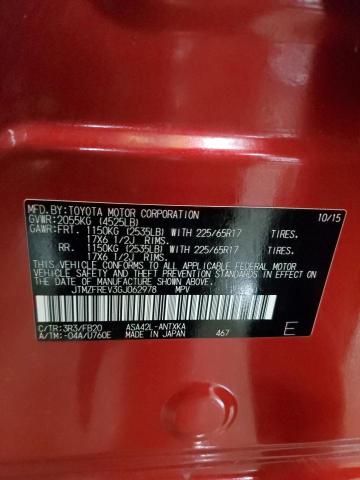 MFD.BY:TOYOTA MOTOR CORPORATION 10/15
GVWR:2055KG (4525LB)
GAWR:FRT. 1150KG (2535LB) WITH 225/65R17 TIRES.
17X6 1/2J RIMS.
RR. 1150KG (2535LB) WITH 225/65R17 TIRES.
17X6 1/2J RIMS.
THIS VEHICLE CONFORMS TO ALL APPLICABLE FEDERAL MOTOR
VEHICLE SAFETY STANDARDS IN EFFECT ON THE DATE OF
MANUFACTURE SHOWN ABOVE.
JTMZFREV3GJ062978 MPV
C/TR:3R3/FB20 ASA42L-ANTXKA
A/TM:-04A/U760E MADE IN JAPAN 467 E